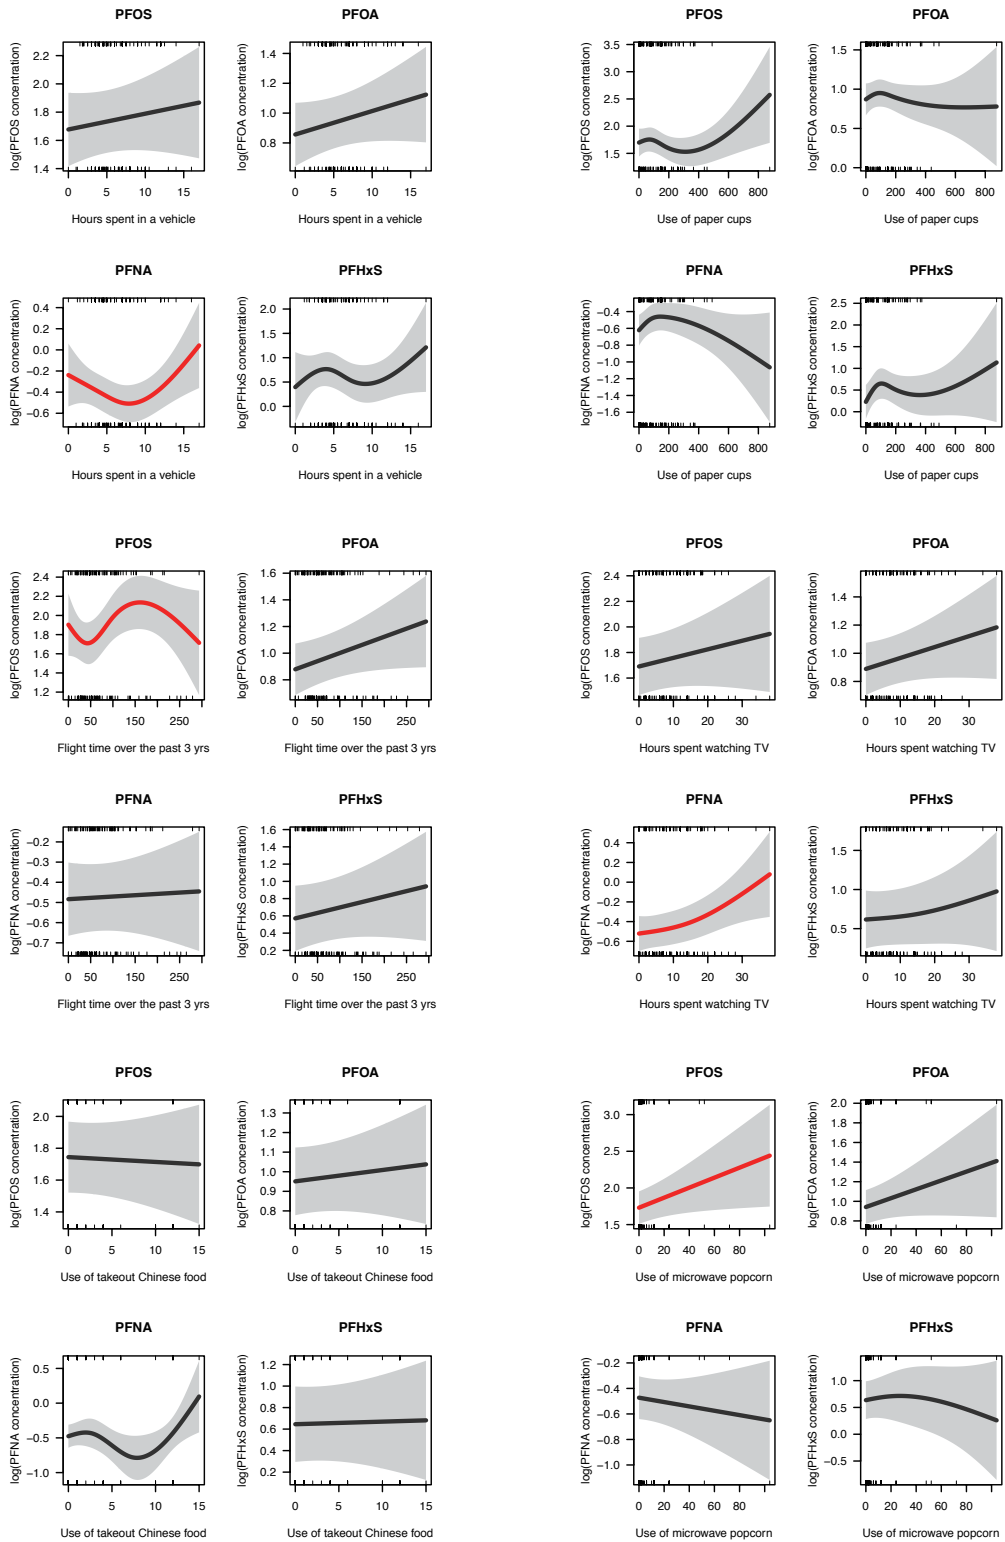 PFOS
log(PFOS concentration)
2.2
2.0
1.8
1.6
1.4
0 5 10 15
Hours spent in a vehicle
PFOA
log(PFOA concentration)
1.4
1.2
1.0
0.8
0 5 10 15
Hours spent in a vehicle
PFOS
log(PFOS concentration)
3.5
3.0
2.5
2.0
1.5
0 200 400 600 800
Use of paper cups
PFOA
log(PFOA concentration)
1.5
1.0
0.5
0.0
0 200 400 600 800
Use of paper cups
PFNA
log(PFNA concentration)
0.4
0.2
0.0
−0.2
−0.4
−0.6
0 5 10 15
Hours spent in a vehicle
PFHxS
log(PFHxS concentration)
2.0
1.5
1.0
0.5
0.0
0 5 10 15
Hours spent in a vehicle
PFNA
log(PFNA concentration)
−0.4
−0.6
−0.8
−1.0
−1.2
−1.4
−1.6
0 200 400 600 800
Use of paper cups
PFHxS
log(PFHxS concentration)
2.5
2.0
1.5
1.0
0.5
0.0
0 200 400 600 800
Use of paper cups
PFOS
log(PFOS concentration)
2.4
2.2
2.0
1.8
1.6
1.4
1.2
0 50 150 250
Flight time over the past 3 yrs
PFOA
log(PFOA concentration)
1.6
1.4
1.2
1.0
0.8
0 50 150 250
Flight time over the past 3 yrs
PFOS
log(PFOS concentration)
2.4
2.2
2.0
1.8
1.6
0 10 20 30
Hours spent watching TV
PFOA
log(PFOA concentration)
1.4
1.2
1.0
0.8
0 10 20 30
Hours spent watching TV
PFNA
log(PFNA concentration)
−0.2
−0.3
−0.4
−0.5
−0.6
−0.7
0 50 150 250
Flight time over the past 3 yrs
PFHxS
log(PFHxS concentration)
1.6
1.4
1.2
1.0
0.8
0.6
0.4
0.2
0 50 150 250
Flight time over the past 3 yrs
PFNA
log(PFNA concentration)
0.4
0.2
0.0
−0.2
−0.4
−0.6
0 10 20 30
Hours spent watching TV
PFHxS
log(PFHxS concentration)
1.5
1.0
0.5
0 10 20 30
Hours spent watching TV
PFOS
log(PFOS concentration)
2.0
1.8
1.6
1.4
0 5 10 15
Use of takeout Chinese food
PFOA
log(PFOA concentration)
1.3
1.2
1.1
1.0
0.9
0.8
0 5 10 15
Use of takeout Chinese food
PFOS
log(PFOS concentration)
3.0
2.5
2.0
1.5
0 20 40 60 80
Use of microwave popcorn
PFOA
log(PFOA concentration)
2.0
1.8
1.6
1.4
1.2
1.0
0.8
0 20 40 60 80
Use of microwave popcorn
PFNA
log(PFNA concentration)
0.5
0.0
−0.5
−1.0
0 5 10 15
Use of takeout Chinese food
PFHxS
log(PFHxS concentration)
1.2
1.0
0.8
0.6
0.4
0.2
0 5 10 15
Use of takeout Chinese food
PFNA
log(PFNA concentration)
−0.2
−0.4
−0.6
−0.8
−1.0
0 20 40 60 80
Use of microwave popcorn
PFHxS
log(PFHxS concentration)
1.0
0.5
0.0
−0.5
0 20 40 60 80
Use of microwave popcorn